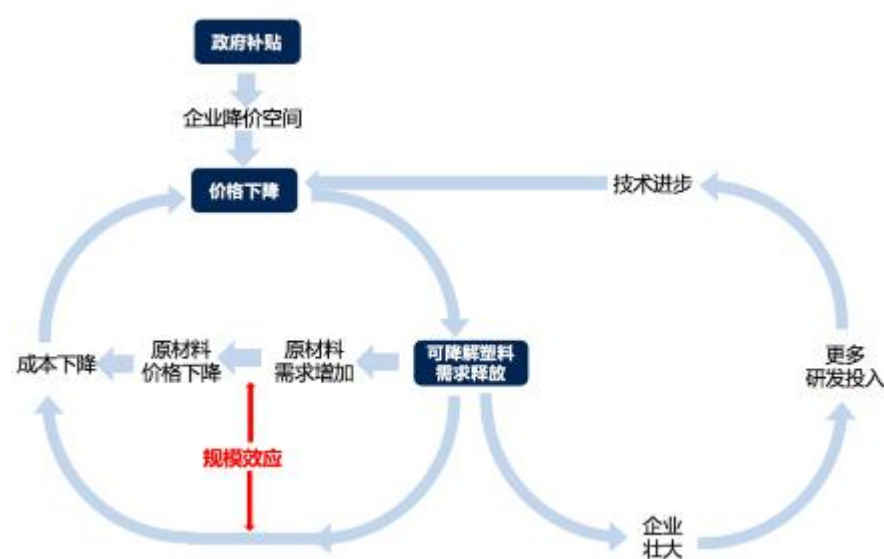 政府补贴
企业降价空间
价格下降
技术进步
成本下降
原材料
价格下降
原材料
需求增加
可降解塑料
需求释放
更多
研发投入
规模效应
企业
壮大